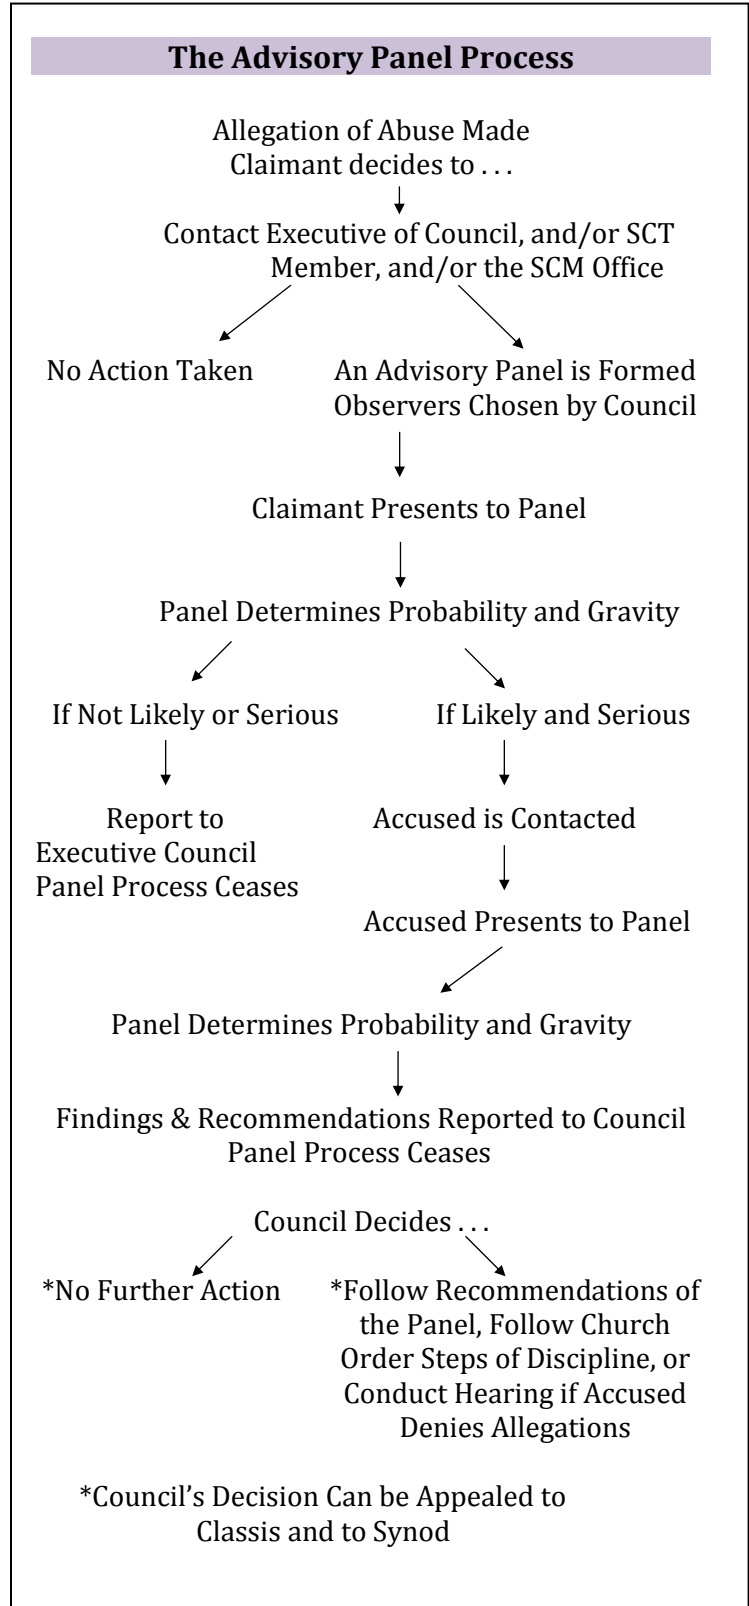 The Advisory Panel Process
Allegation of Abuse Made
Claimant decides to . . .
Contact Executive of Council, and/or SCT
Member, and/or the SCM Office
No Action Taken
An Advisory Panel is Formed
Observers Chosen by Council
Claimant Presents to Panel
Panel Determines Probability and Gravity
If Not Likely or Serious
If Likely and Serious
Report to
Executive Council
Panel Process Ceases
Accused is Contacted
Accused Presents to Panel
Panel Determines Probability and Gravity
Findings & Recommendations Reported to Council
Panel Process Ceases
Council Decides . . .
*No Further Action
*Follow Recommendations of
the Panel, Follow Church
Order Steps of Discipline, or
Conduct Hearing if Accused
Denies Allegations
*Council's Decision Can be Appealed to
Classis and to Synod